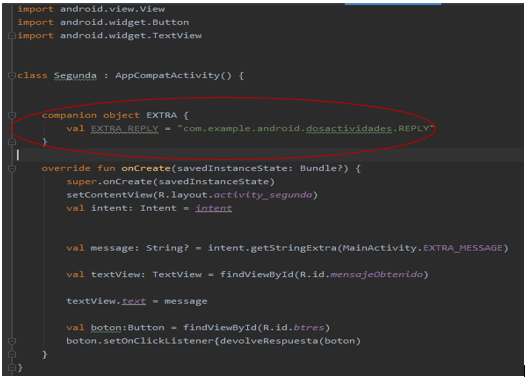 import android.view.View
import android.widget.Button
import android.widget.TextView
class Segunda : AppCompatActivity() {
companion object EXTRA {
val EXTRA_REPLY = "com.example.android.dosactividades.REPLY"
}
override fun onCreate(savedInstanceState: Bundle?) {
super.onCreate(savedInstanceState)
setContentView(R.layout.activity_segunda)
val intent: Intent = intent
val message: String? = intent.getStringExtra(MainActivity.EXTRA_MESSAGE)
val textView: TextView = findViewById(R.id.mensajeObtenido)
textView.text = message
val boton:Button = findViewById(R.id.btres)
boton.setOnClickListener{devolveRespuesta(boton)
}
}